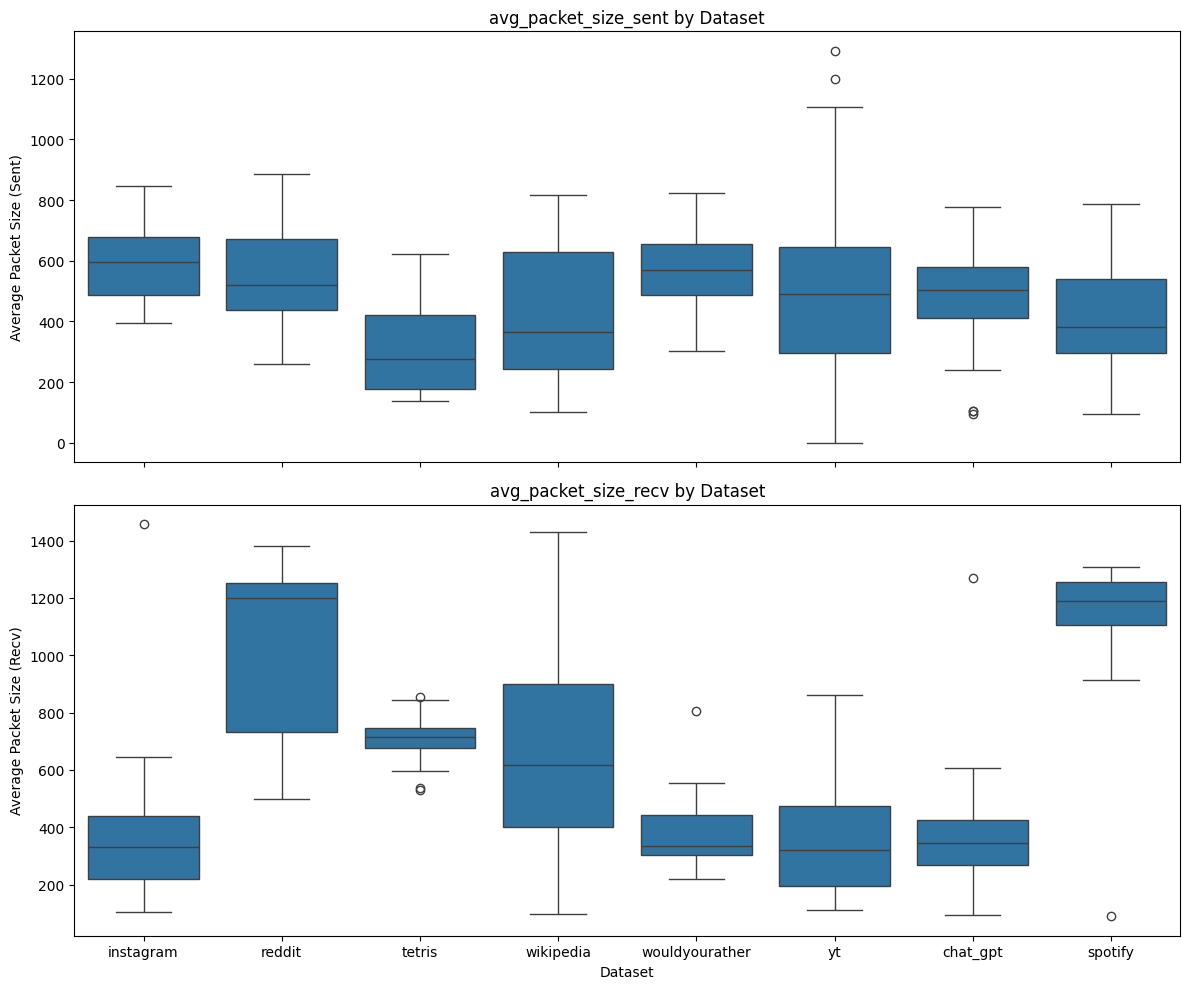 avg_packet_size_sent by Dataset
Average Packet Size (Sent)
1200
1000
800
600
400
200
0
avg_packet_size_recv by Dataset
Average Packet Size (Recv)
1400
1200
1000
800
600
400
200
instagram reddit tetris wikipedia wouldyourather yt chat_gpt spotify
Dataset